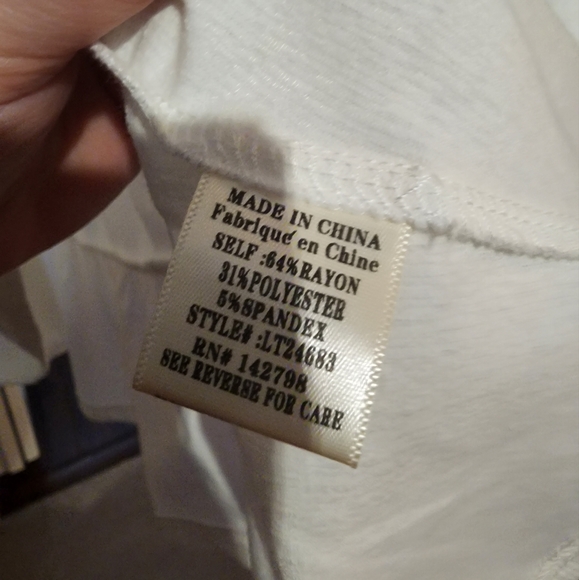 MADE IN CHINA
Fabriqué en Chine
SELF :64%RAYON
31%POLYESTER
5%SPANDEX
STYLE# :LT24683
RN# 142798
SEE REVERSE FOR CARE